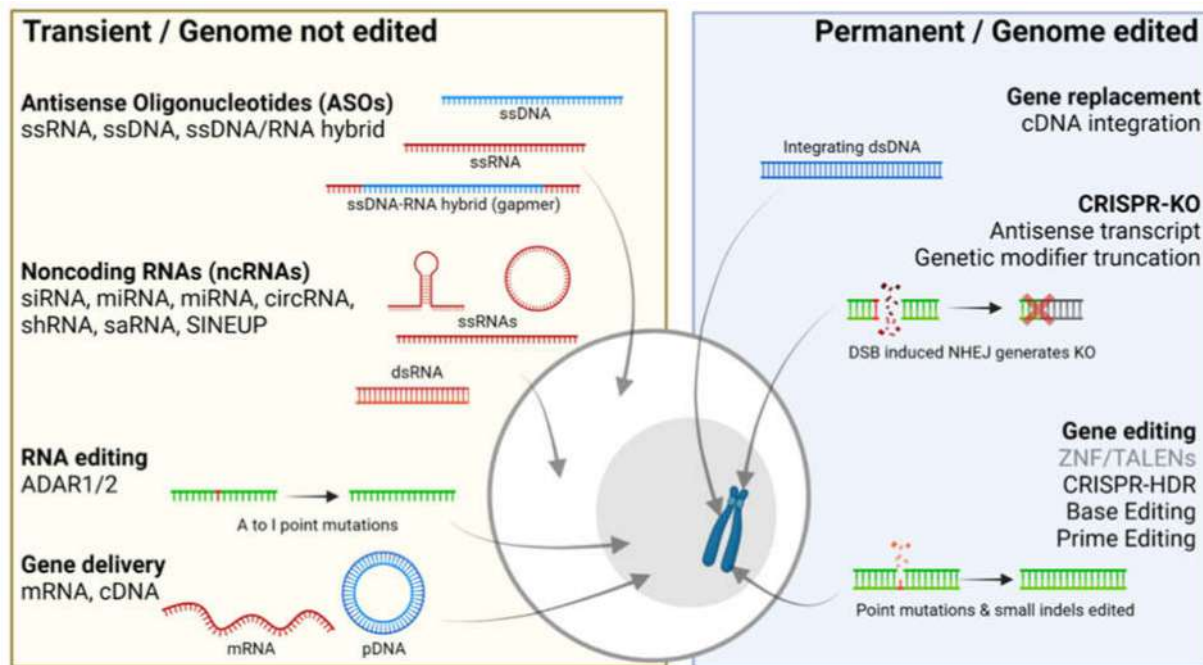 Transient / Genome not edited
Antisense Oligonucleotides (ASOs)
ssRNA, ssDNA, ssDNA/RNA hybrid
ssDNA
ssRNA
ssDNA-RNA hybrid (gapmer)
Noncoding RNAs (ncRNAs)
siRNA, miRNA, miRNA, circRNA,
shRNA, saRNA, SINEUP
ssRNAs
dsRNA
RNA editing
ADAR1/2
A to I point mutations
Gene delivery
mRNA, cDNA
mRNA
pDNA
Permanent / Genome edited
Gene replacement
cDNA integration
Integrating dsDNA
CRISPR-KO
Antisense transcript
Genetic modifier truncation
DSB induced NHEJ generates KO
Gene editing
ZNF/TALENs
CRISPR-HDR
Base Editing
Prime Editing
Point mutations & small indels edited